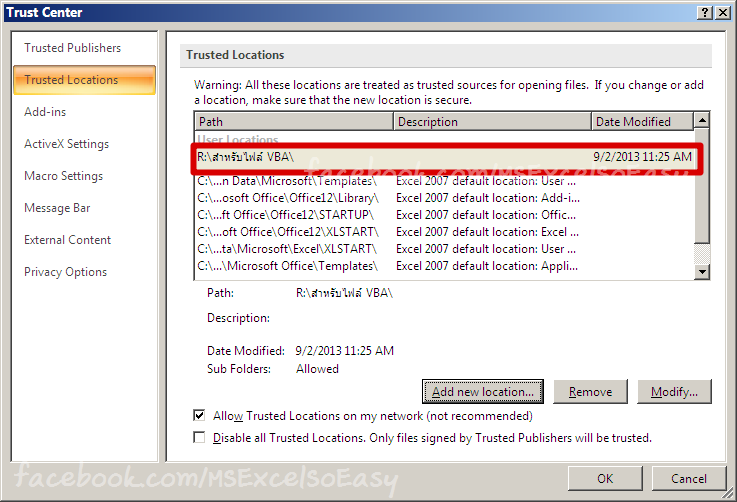 Trust Center
Trusted Publishers
Trusted Locations
Add-ins
ActiveX Settings
Macro Settings
Message Bar
External Content
Privacy Options
Trusted Locations
Warning: All these locations are treated as trusted sources for opening files. If you change or add
a location, make sure that the new location is secure.
Path Description Date Modified
User Locations
R:\สำหรับไฟล์ VBA\ 9/2/2013 11:25 AM
facebook.com/MSExcelSoEasy
C:\...n Data\Microsoft\Templates\ Excel 2007 default location: User ...
C:\...osoft Office\Office12\Library\ Excel 2007 default location: Add-i...
C:\...ft Office\Office12\STARTUP\ Excel 2007 default location: Offic...
C:\...oft Office\Office12\XLSTART\ Excel 2007 default location: Excel ...
C:\...ta\Microsoft\Excel\XLSTART\ Excel 2007 default location: User ...
C:\...\Microsoft Office\Templates\ Excel 2007 default location: Appli...
Path: R:\สำหรับไฟล์ VBA\
Description:
Date Modified: 9/2/2013 11:25 AM
Sub Folders: Allowed
Add new location... Remove Modify...
Allow Trusted Locations on my network (not recommended)
Disable all Trusted Locations. Only files signed by Trusted Publishers will be trusted.
facebook.com/MSExcelSoEasy
OK Cancel